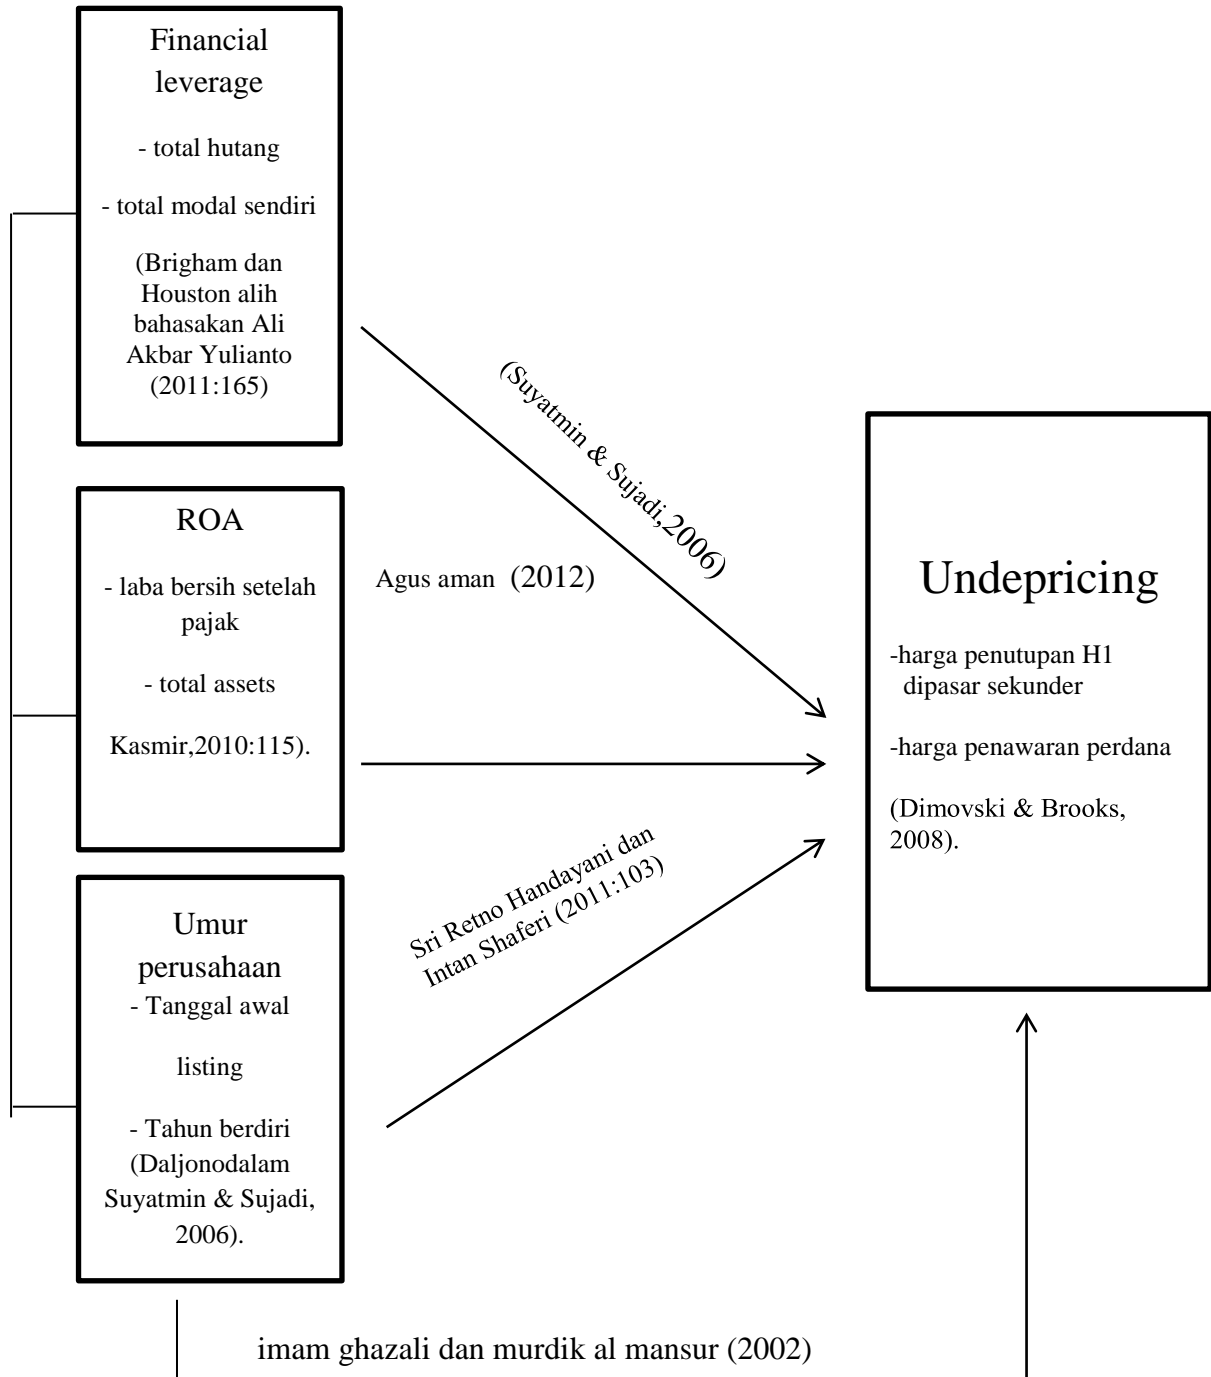 Financial
leverage
- total hutang
- total modal sendiri
(Brigham dan
Houston alih
bahasakan Ali
Akbar Yulianto
(2011:165)
(Suyatmin & Sujadi,2006)
ROA
- laba bersih setelah
pajak
- total assets
Kasmir,2010:115).
Agus aman (2012)
Undepricing
-harga penutupan H1
dipasar sekunder
-harga penawaran perdana
(Dimovski & Brooks,
2008).
Sri Retno Handayani dan
Intan Shaferi (2011:103)
Umur
perusahaan
- Tanggal awal
listing
- Tahun berdiri
(Daljonodalam
Suyatmin & Sujadi,
2006).
imam ghazali dan murdik al mansur (2002)